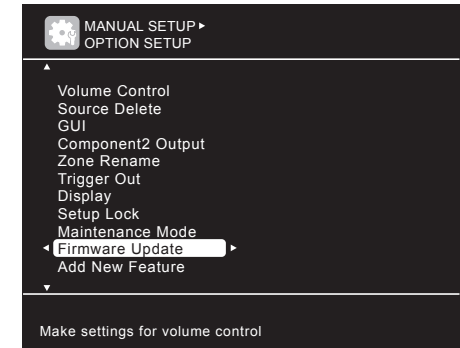 MANUAL SETUP
OPTION SETUP
Volume Control
Source Delete
GUI
Component2 Output
Zone Rename
Trigger Out
Display
Setup Lock
Maintenance Mode
Firmware Update
Add New Feature
Make settings for volume control